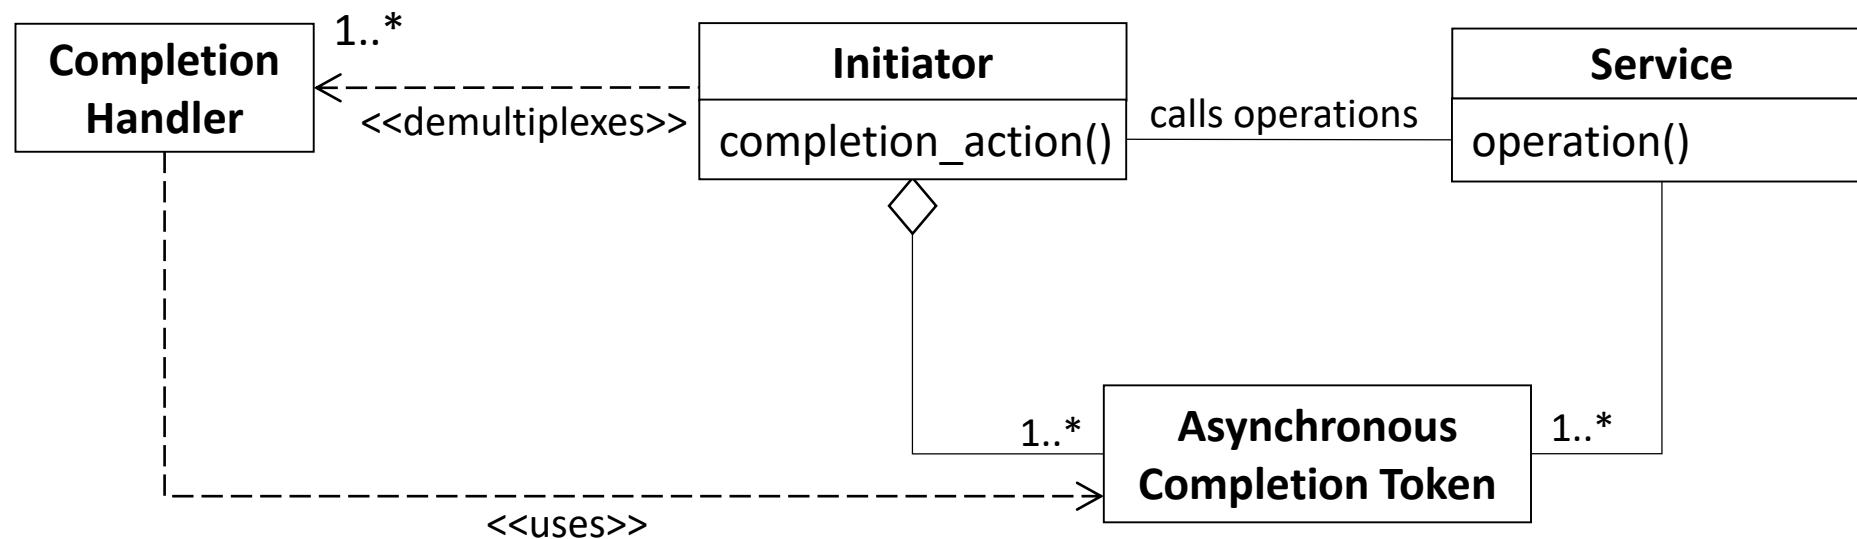 Completion
Handler
1..*
<<demultiplexes>>
Initiator
completion_action()
calls operations
Service
operation()
1..*
Asynchronous
Completion Token
1..*
<<uses>>